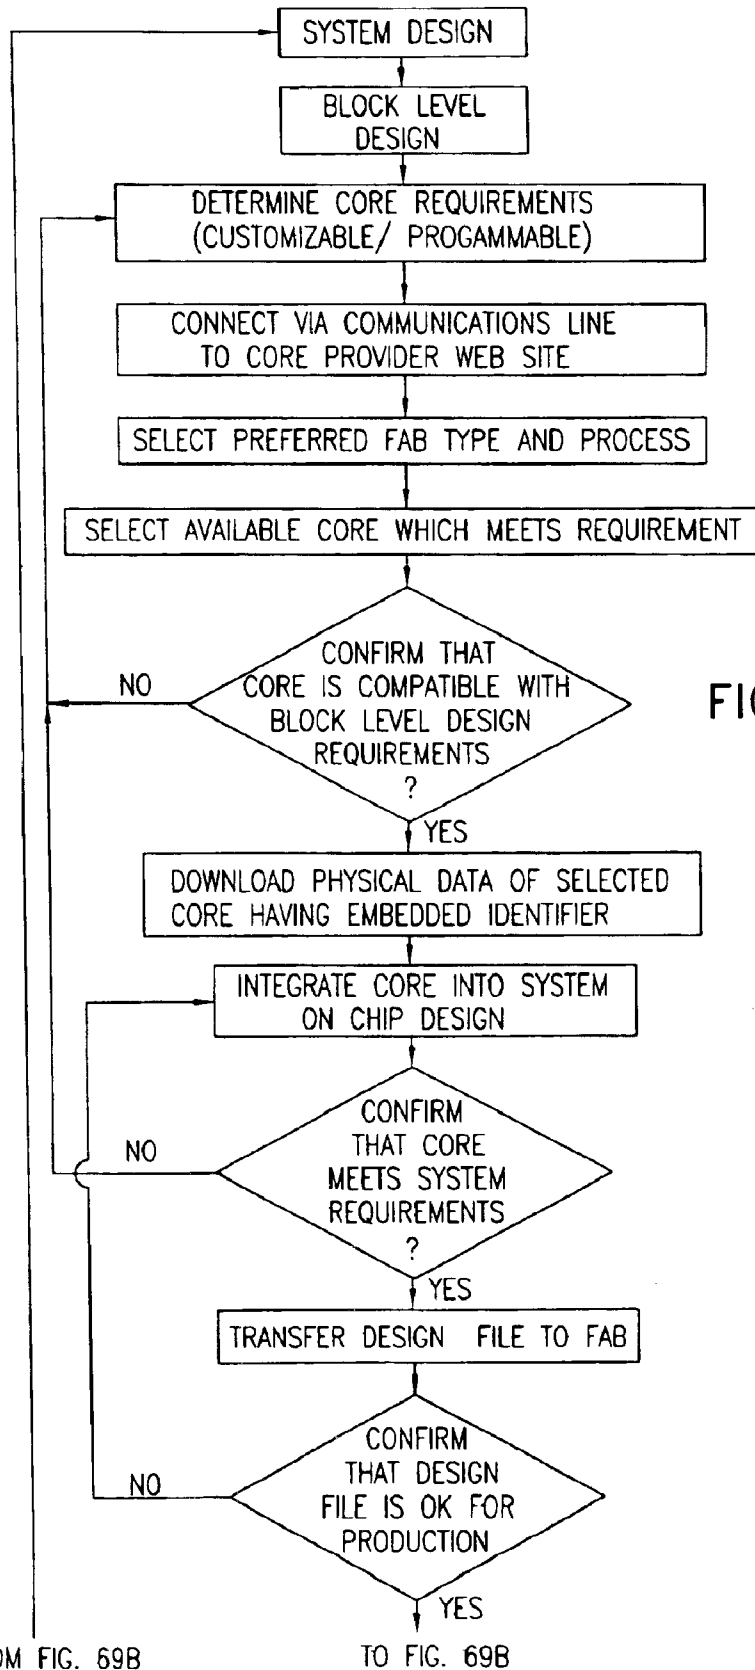 SYSTEM DESIGN
BLOCK LEVEL
DESIGN
DETERMINE CORE REQUIREMENTS
(CUSTOMIZABLE/ PROGAMMABLE)
CONNECT VIA COMMUNICATIONS LINE
TO CORE PROVIDER WEB SITE
SELECT PREFERRED FAB TYPE AND PROCESS
SELECT AVAILABLE CORE WHICH MEETS REQUIREMENT
CONFIRM THAT
CORE IS COMPATIBLE WITH
BLOCK LEVEL DESIGN
REQUIREMENTS
?
NO
YES
DOWNLOAD PHYSICAL DATA OF SELECTED
CORE HAVING EMBEDDED IDENTIFIER
INTEGRATE CORE INTO SYSTEM
ON CHIP DESIGN
CONFIRM
THAT CORE
MEETS SYSTEM
REQUIREMENTS
?
NO
YES
TRANSFER DESIGN FILE TO FAB
CONFIRM
THAT DESIGN
FILE IS OK FOR
PRODUCTION
NO
YES
FIG. 69B
TO FIG. 69B